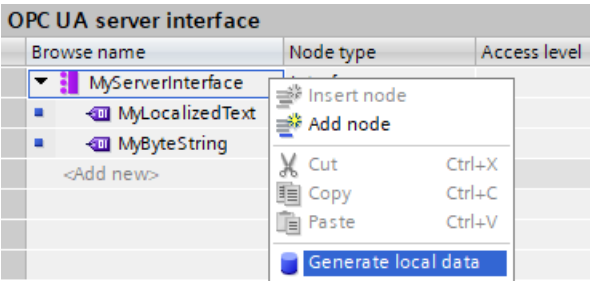 OPC UA server interface
Browse name Node type Access level
MyServerInterface
Insert node
MyLocalizedText
Add node
MyByteString
<Add new>
Cut Ctrl+X
Copy Ctrl+C
Paste Ctrl+V
Generate local data